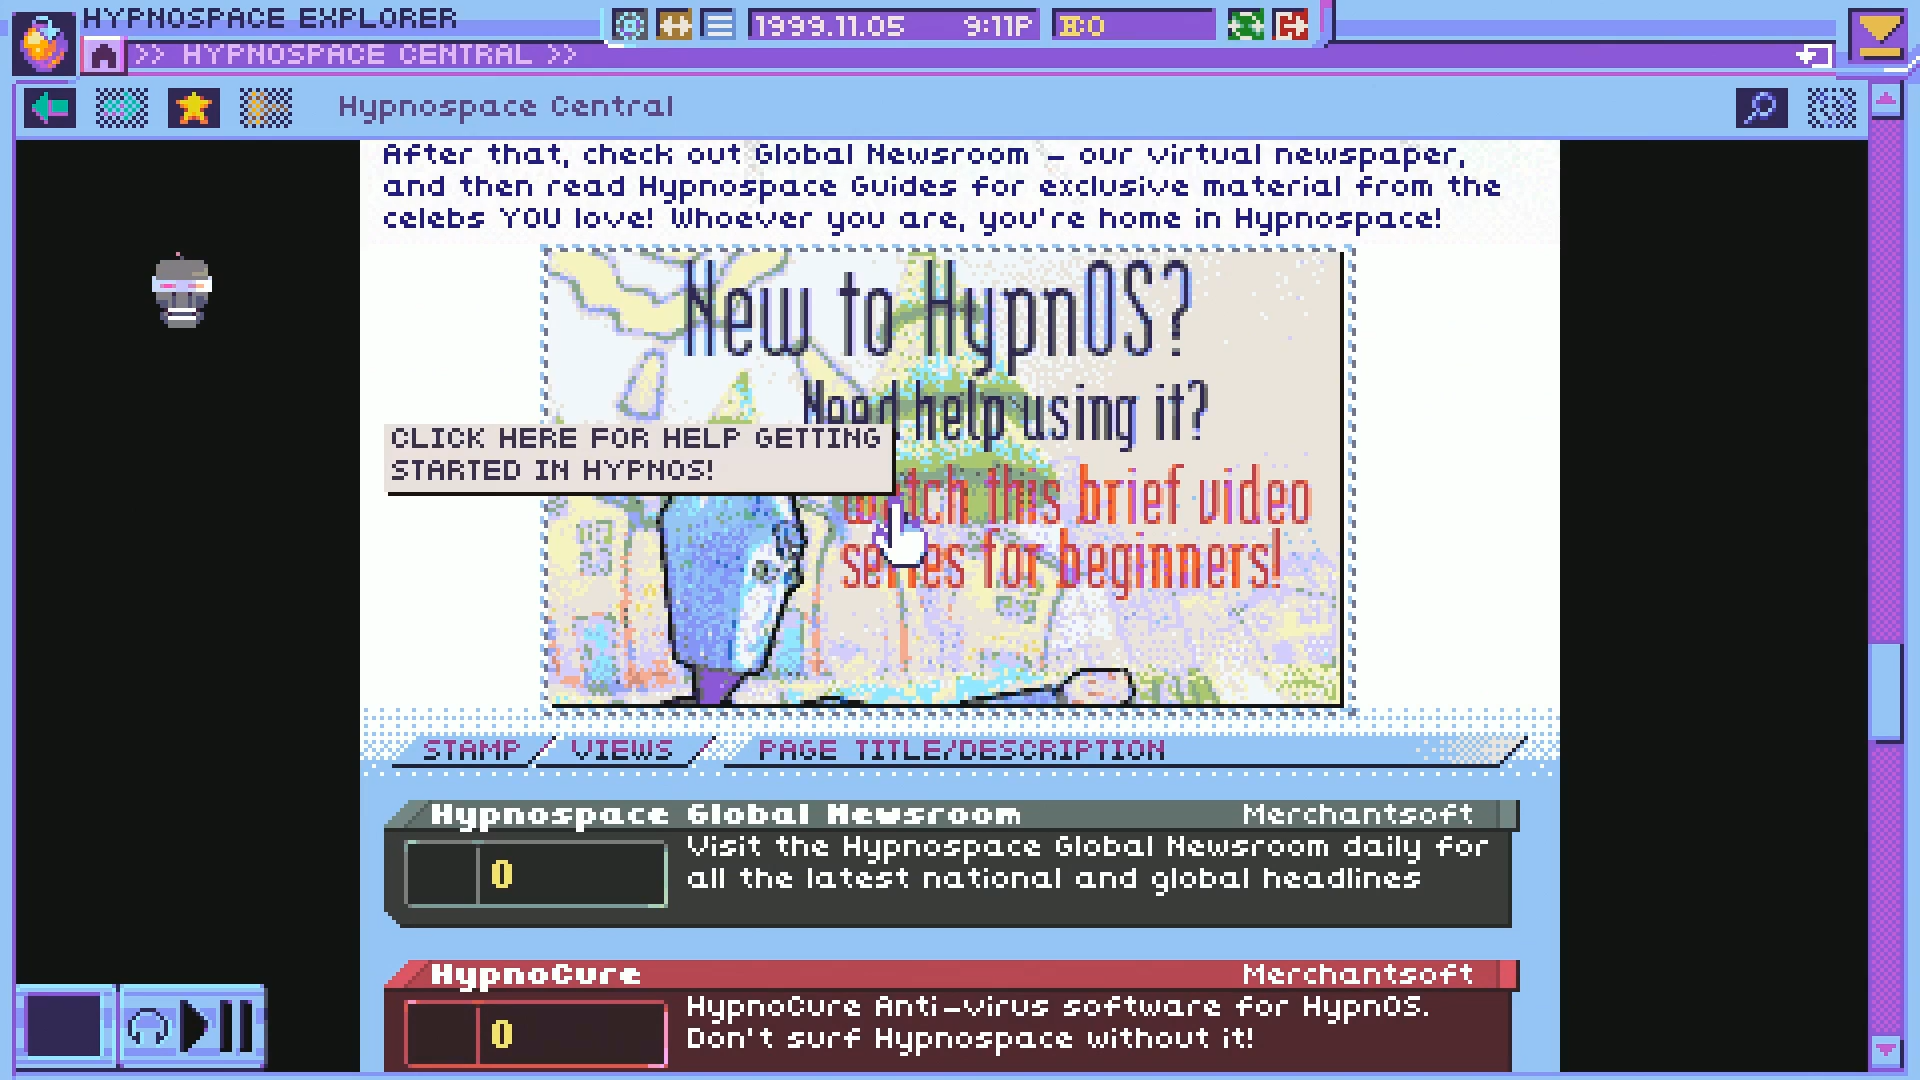 HYPNOSPACE EXPLORER
1999.11.05 9:11P
>> HYPNOSPACE CENTRAL >>
Hypnospace Central
After that, check out Global Newsroom – our virtual newspaper,
and then read Hypnospace Guides for exclusive material from the
celebs YOU love! Whoever you are, you're home in Hypnospace!
New to HypnOS?
Need help using it?
CLICK HERE FOR HELP GETTING
STARTED IN HYPNOS!
Watch this brief video
series for beginners!
STAMP VIEWS PAGE TITLE/DESCRIPTION
Hypnospace Global Newsroom Merchantsoft
0
Visit the Hypnospace Global Newsroom daily for
all the latest national and global headlines
HypnoCure Merchantsoft
0
HypnoCure Anti-virus software for HypnOS.
Don't surf Hypnospace without it!